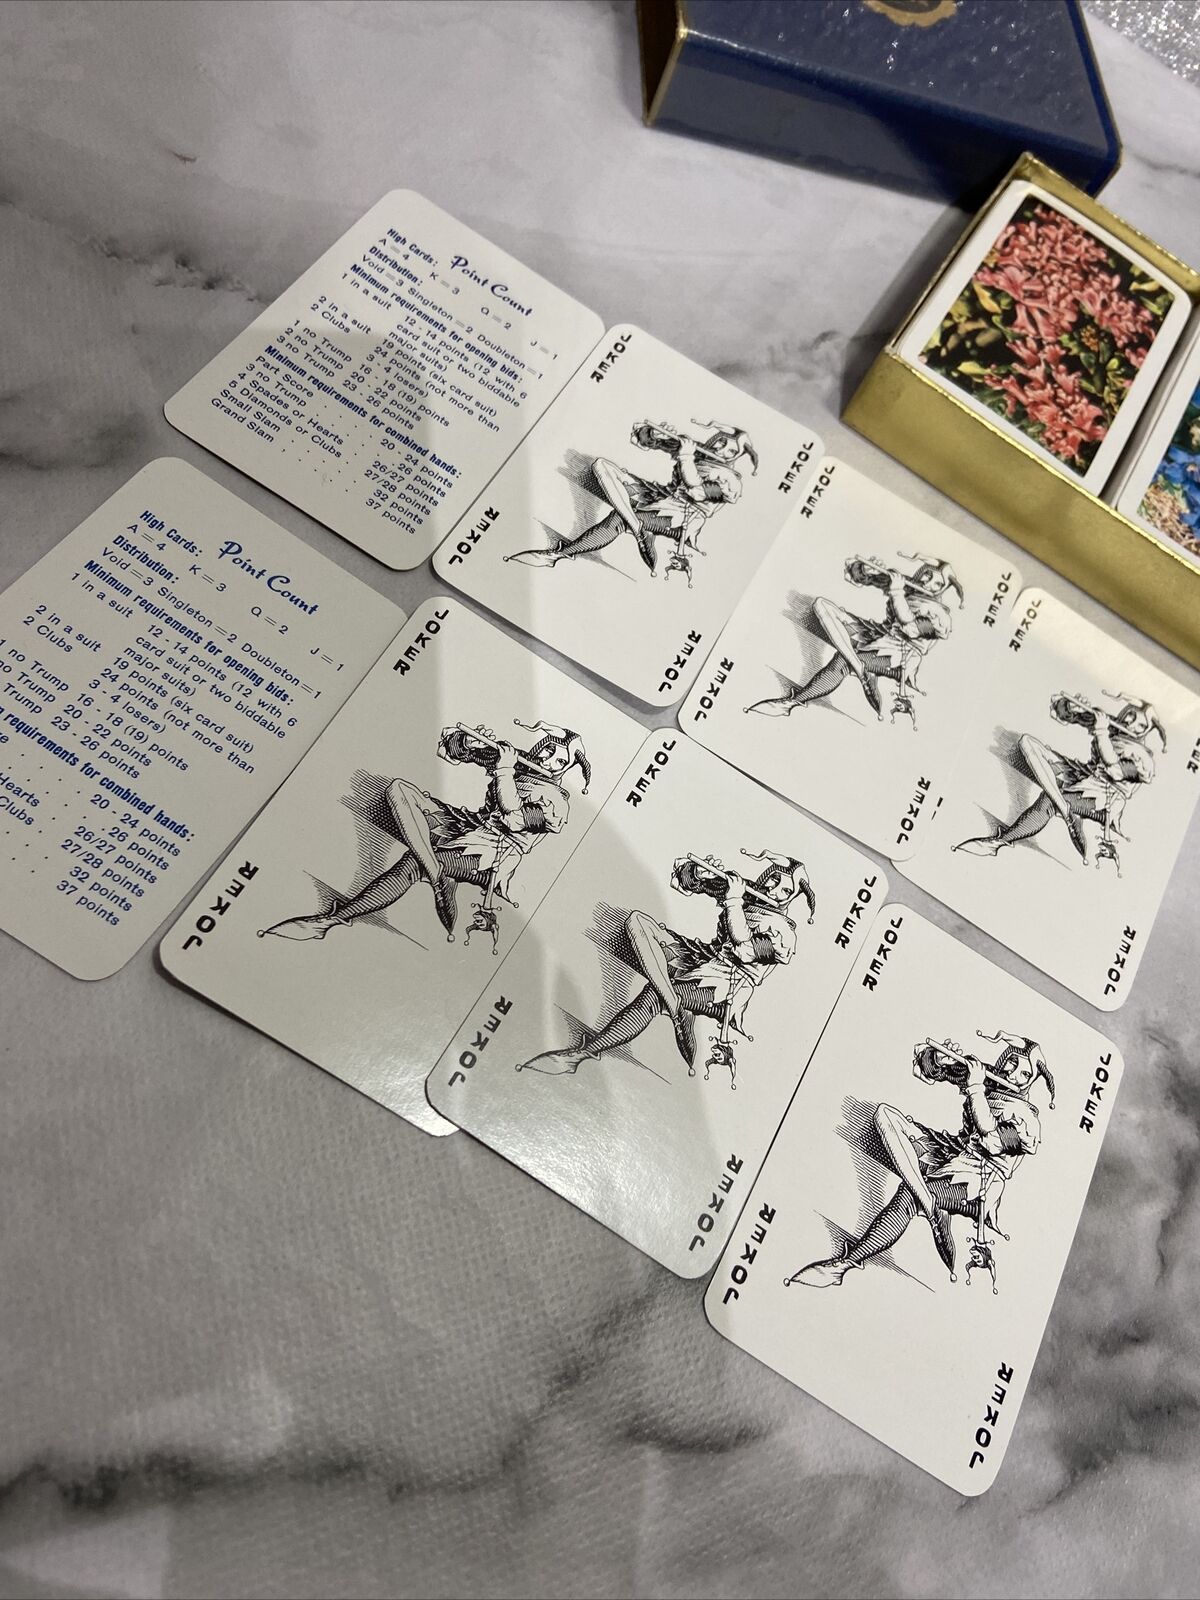 Point Count
High Cards:
A = 4 K = 3 Q = 2 J = 1
Distribution:
Void = 3 Singleton = 2 Doubleton = 1
Minimum requirements for opening bids:
1 in a suit 12 - 14 points (12 with 6
card suit or two biddable
major suits)
2 in a suit 19 points (six card suit)
2 Clubs 24 points (not more than
3 - 4 losers)
1 no Trump 16 - 18 (19) points
2 no Trump 20 - 22 points
3 no Trump 23 - 26 points
Minimum requirements for combined hands:
Part Score . . . . 20 - 24 points
3 no Trump . . . . 26 points
5 Spades or Hearts . . 26/27 points
5 Diamonds or Clubs . 27/28 points
Small Slam . . . . 32 points
Grand Slam . . . . 37 points
JOKER
JOKER
JOKER
JOKER
JOKER
JOKER
JOKER
JOKER
JOKER
JOKER
Point Count
High Cards:
A = 4 K = 3 Q = 2 J = 1
Distribution:
Void = 3 Singleton = 2 Doubleton = 1
Minimum requirements for opening bids:
1 in a suit 12 - 14 points (12 with 6
card suit or two biddable
major suits)
2 in a suit 19 points (six card suit)
2 Clubs 24 points (not more than
3 - 4 losers)
1 no Trump 16 - 18 (19) points
no Trump 20 - 22 points
Trump 23 - 26 points
requirements for combined hands:
. . . 20 - 24 points
. . . 26 points
Hearts . . 26/27 points
Clubs . 27/28 points
. . . 32 points
. . . 37 points
JOKER
JOKER
JOKER
JOKER
JOKER
JOKER
JOKER
JOKER
JOKER
JOKER
JOKER